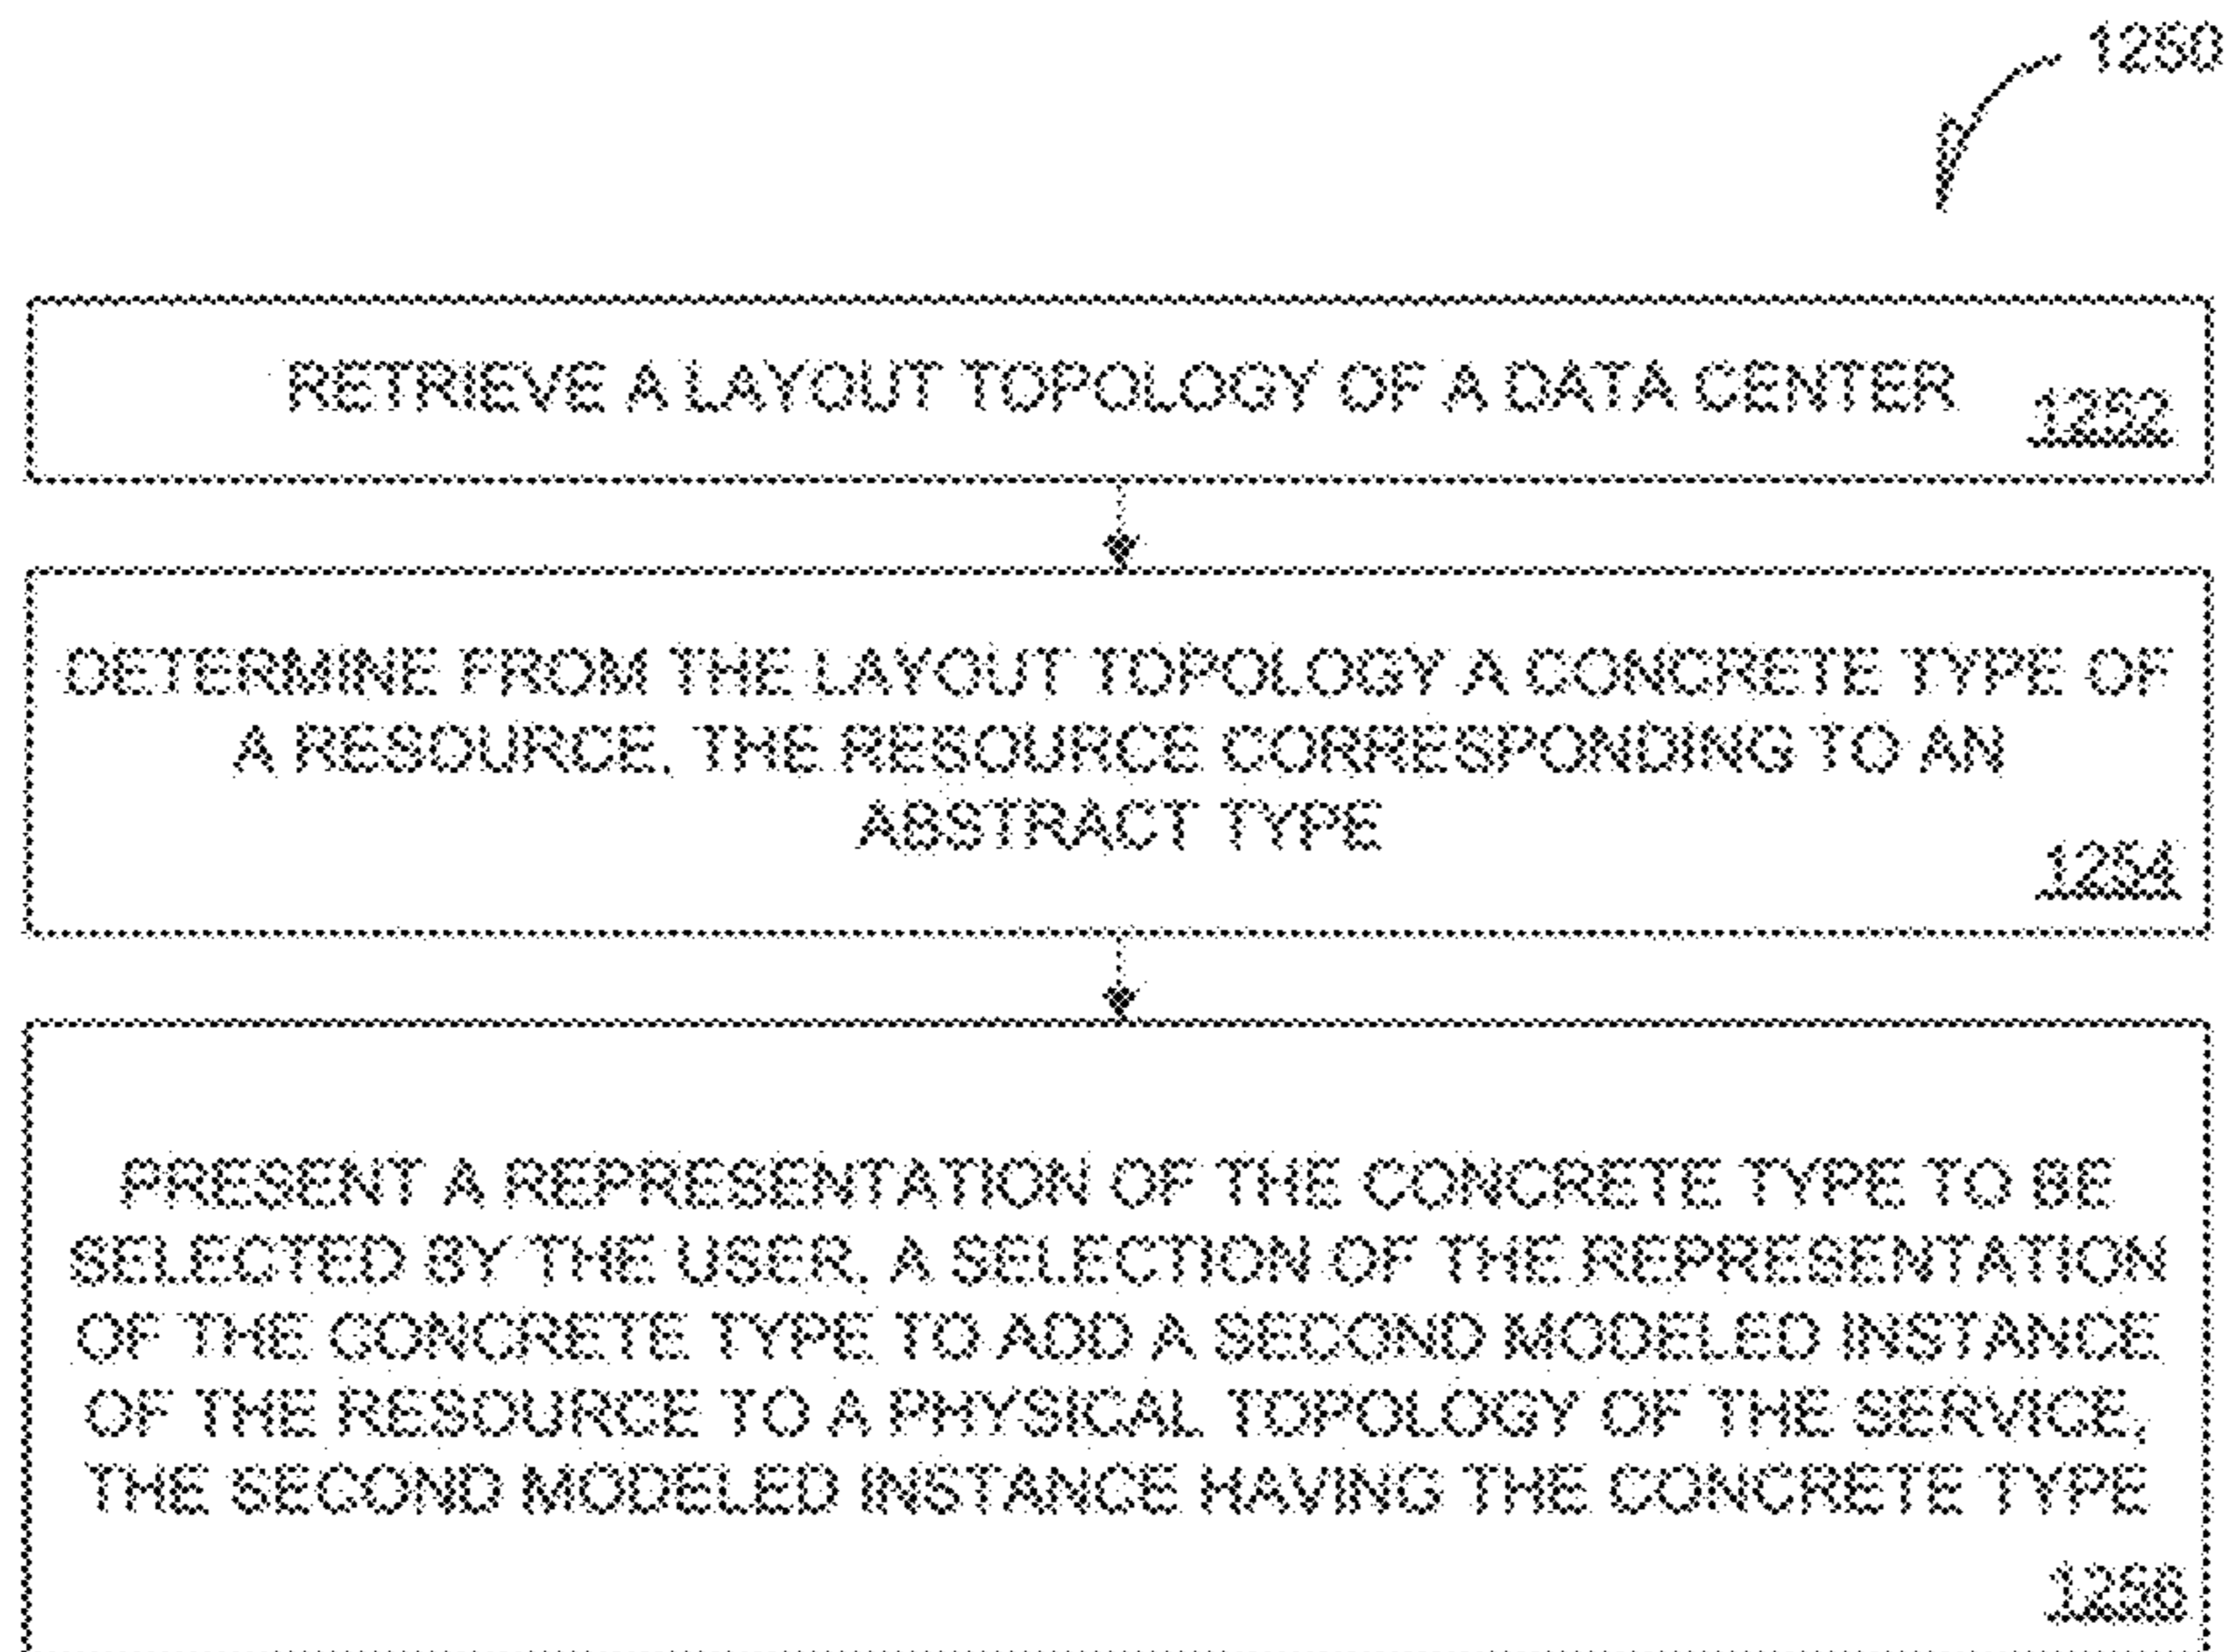 1250
RETRIEVE A LAYOUT TOPOLOGY OF A DATA CENTER
1252
DETERMINE FROM THE LAYOUT TOPOLOGY A CONCRETE TYPE OF
A RESOURCE, THE RESOURCE CORRESPONDING TO AN
ABSTRACT TYPE
1254
PRESENT A REPRESENTATION OF THE CONCRETE TYPE TO BE
SELECTED BY THE USER, A SELECTION OF THE REPRESENTATION
OF THE CONCRETE TYPE TO ADD A SECOND MODELED INSTANCE
OF THE RESOURCE TO A PHYSICAL TOPOLOGY OF THE SERVICE,
THE SECOND MODELED INSTANCE HAVING THE CONCRETE TYPE
1256